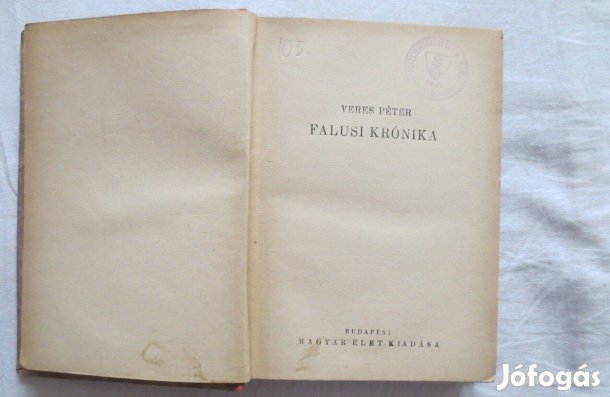 103.
VERES PÉTER
FALUSI KRÓNIKA
BUDAPEST
MAGYAR ÉLET KIADÁSA
Jófogás